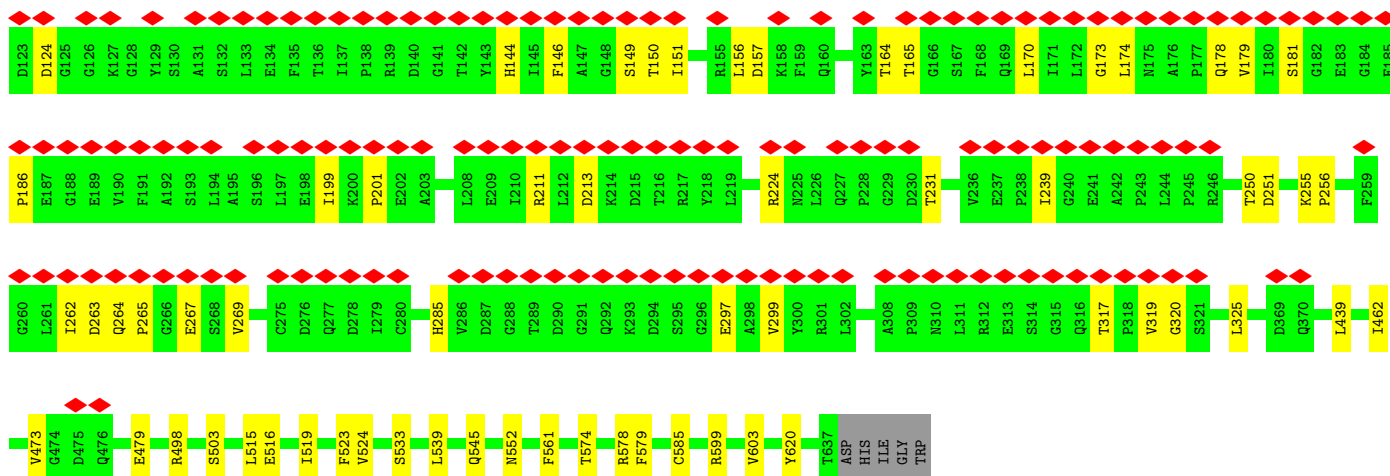 D123 D124 G125 G126 K127 G128 Y129 S130 A131 S132 L133 E134 F135 T136 I137 P138 R139 D140 G141 T142 Y143 H144 I145 F146 A147 G148 S149 T150 I151 R155 L156 D157 K158 F159 Q160 Y163 T164 T165 G166 S167 F168 Q169 L170 I171 L172 G173 L174 N175 A176 P177 Q178 V179 I180 S181 G182 E183 G184
P186 E187 G188 E189 V190 F191 A192 S193 L194 A195 S196 L197 E198 I199 K200 P201 E202 A203 L208 E209 I210 R211 L212 D213 K214 D215 T216 R217 Y218 L219 R224 N225 L226 Q227 P228 G229 D230 T231 V236 E237 P238 I239 G240 E241 A242 P243 L244 P245 R246 T250 D251 K255 P256 F259
G260 L261 I262 D263 Q264 P265 G266 E267 S268 V269 C275 D276 Q277 D278 I279 C280 H285 V286 D287 G288 T289 D290 G291 Q292 K293 D294 S295 G296 E297 A298 V299 Y300 R301 L302 A308 P309 N310 L311 R312 E313 S314 G315 Q316 T317 P318 V319 G320 S321 L325 D369 Q370 L439 I462
V473 G474 D475 Q476 E479 R498 S503 L515 E516 I519 F523 V524 S533 L539 Q545 N552 F561 T574 R578 F579 C585 R599 V603 Y620 T637 ASP HIS ILE GLY TRP